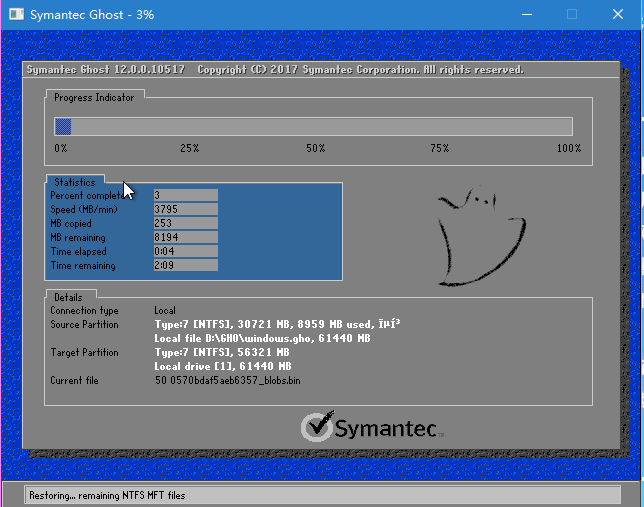 Symantec Ghost - 3%
Symantec Ghost 12.0.0.10517 Copyright (C) 2017 Symantec Corporation. All rights reserved.
Progress Indicator
0% 25% 50% 75% 100%
Statistics
Percent complete 3
Speed (MB/min) 3795
MB copied 253
MB remaining 8194
Time elapsed 0:04
Time remaining 2:09
Details
Connection type Local
Source Partition Type:7 [NTFS], 30721 MB, 8959 MB used, ϵͳ
Local file D:\GHO\windows.gho, 61440 MB
Target Partition Type:7 [NTFS], 56321 MB
Local drive [1], 61440 MB
Current file 50 0570bdaf5aeb6357_blobs.bin
Symantec™
Restoring... remaining NTFS MFT files